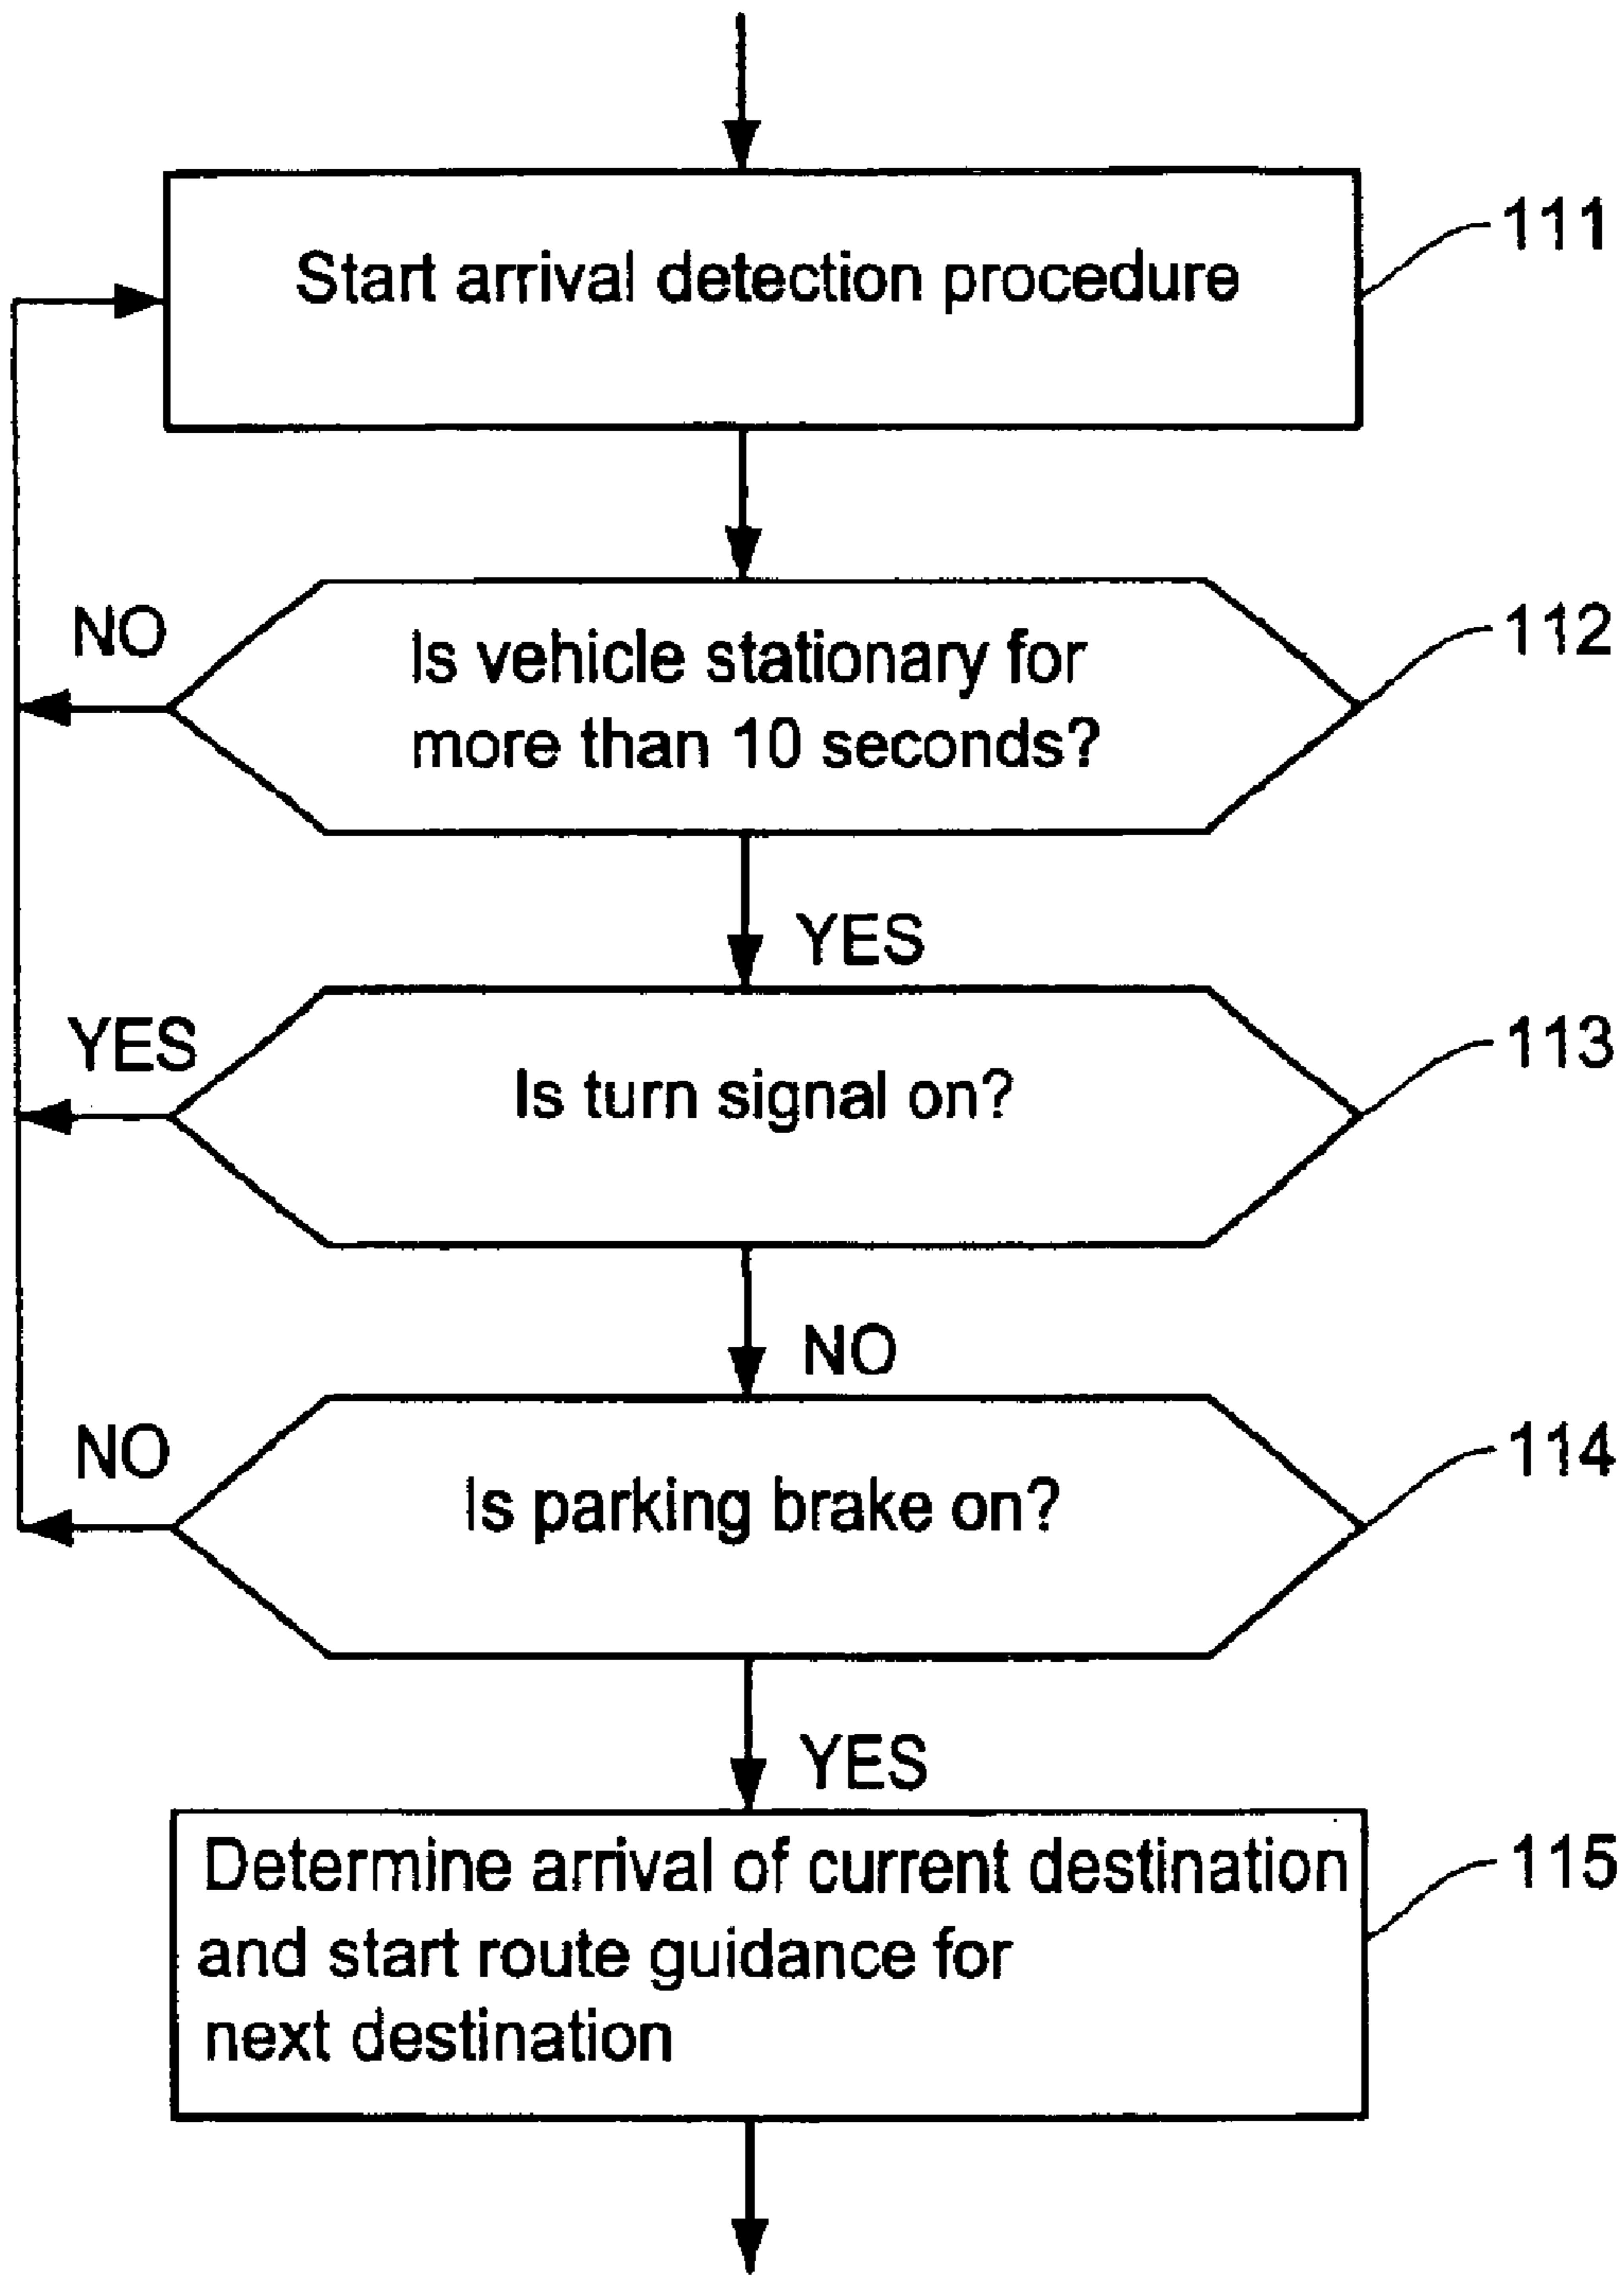 Start arrival detection procedure
111
NO
Is vehicle stationary for
more than 10 seconds?
112
YES
YES
Is turn signal on?
113
NO
NO
Is parking brake on?
114
YES
Determine arrival of current destination
and start route guidance for
next destination
115